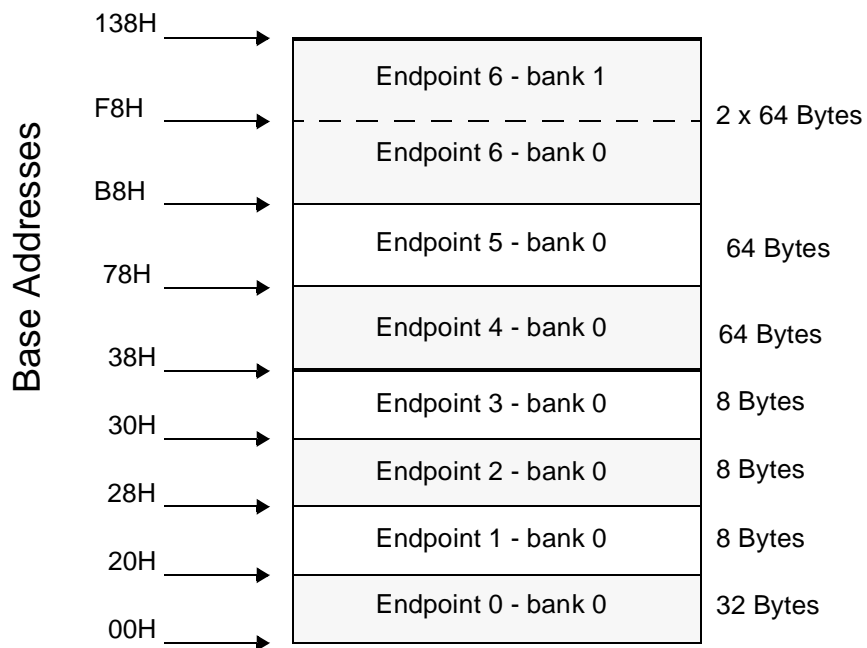 Base Addresses
138H
Endpoint 6 - bank 1
F8H
2 x 64 Bytes
Endpoint 6 - bank 0
B8H
Endpoint 5 - bank 0
64 Bytes
78H
Endpoint 4 - bank 0
64 Bytes
38H
Endpoint 3 - bank 0
8 Bytes
30H
Endpoint 2 - bank 0
8 Bytes
28H
Endpoint 1 - bank 0
8 Bytes
20H
Endpoint 0 - bank 0
32 Bytes
00H